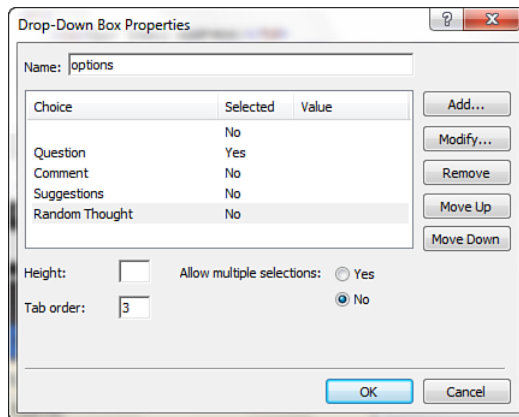 Drop-Down Box Properties
Name: options
Choice Selected Value
No
Question Yes
Comment No
Suggestions No
Random Thought No
Add...
Modify...
Remove
Move Up
Move Down
Height: Allow multiple selections: Yes
No
Tab order: 3
OK Cancel